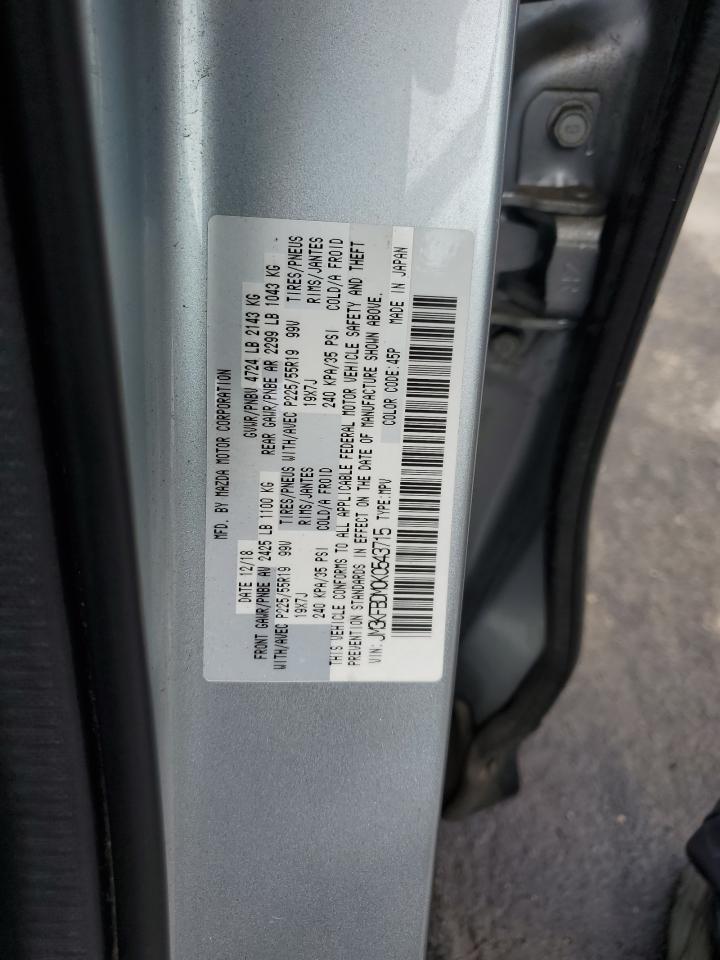 MFD. BY MAZDA MOTOR CORPORATION
DATE 12/18 GVWR/PNBV 4724 LB 2143 KG
FRONT GAWR/PNBE AV 2425 LB 1100 KG REAR GAWR/PNBE AR 2299 LB 1043 KG
WITH/AVEC P225/55R19 99V TIRES/PNEUS WITH/AVEC P225/55R19 99V TIRES/PNEUS
19X7J RIMS/JANTES 19X7J RIMS/JANTES
240 KPA/35 PSI COLD/A FROID 240 KPA/35 PSI COLD/A FROID
THIS VEHICLE CONFORMS TO ALL APPLICABLE FEDERAL MOTOR VEHICLE SAFETY AND THEFT
PREVENTION STANDARDS IN EFFECT ON THE DATE OF MANUFACTURE SHOWN ABOVE.
VIN: JM3KFBDM0K0543715 TYPE:MPV COLOR CODE:45P MADE IN JAPAN